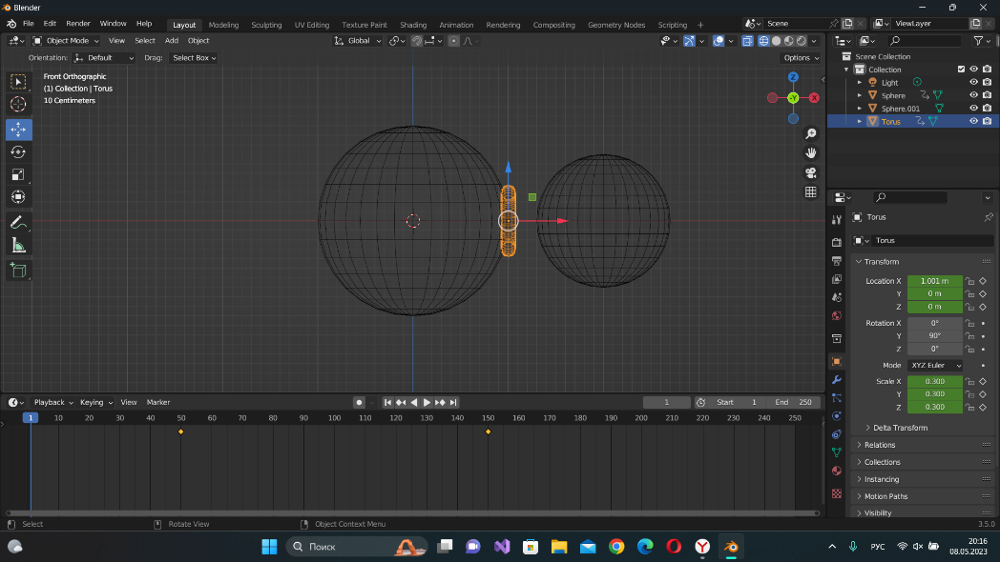 Blender
File Edit Render Window Help Layout Modeling Sculpting UV Editing Texture Paint Shading Animation Rendering Compositing Geometry Nodes Scripting + Scene ViewLayer
Object Mode View Select Add Object Global
Orientation: Default Drag: Select Box Options
Front Orthographic
(1) Collection | Torus
10 Centimeters
Z
-Y X
Scene Collection
Collection
Light
Sphere
Sphere.001
Torus
Torus
Torus
Transform
Location X 1.001 m
Y 0 m
Z 0 m
Rotation X 0°
Y 90°
Z 0°
Mode XYZ Euler
Scale X 0.300
Y 0.300
Z 0.300
Delta Transform
Relations
Collections
Instancing
Motion Paths
Visibility
Playback Keying View Marker 1 Start 1 End 250
1 10 20 30 40 50 60 70 80 90 100 110 120 130 140 150 160 170 180 190 200 210 220 230 240 250
Select Rotate View Object Context Menu 3.5.0
Поиск
РУС
20:16
08.05.2023